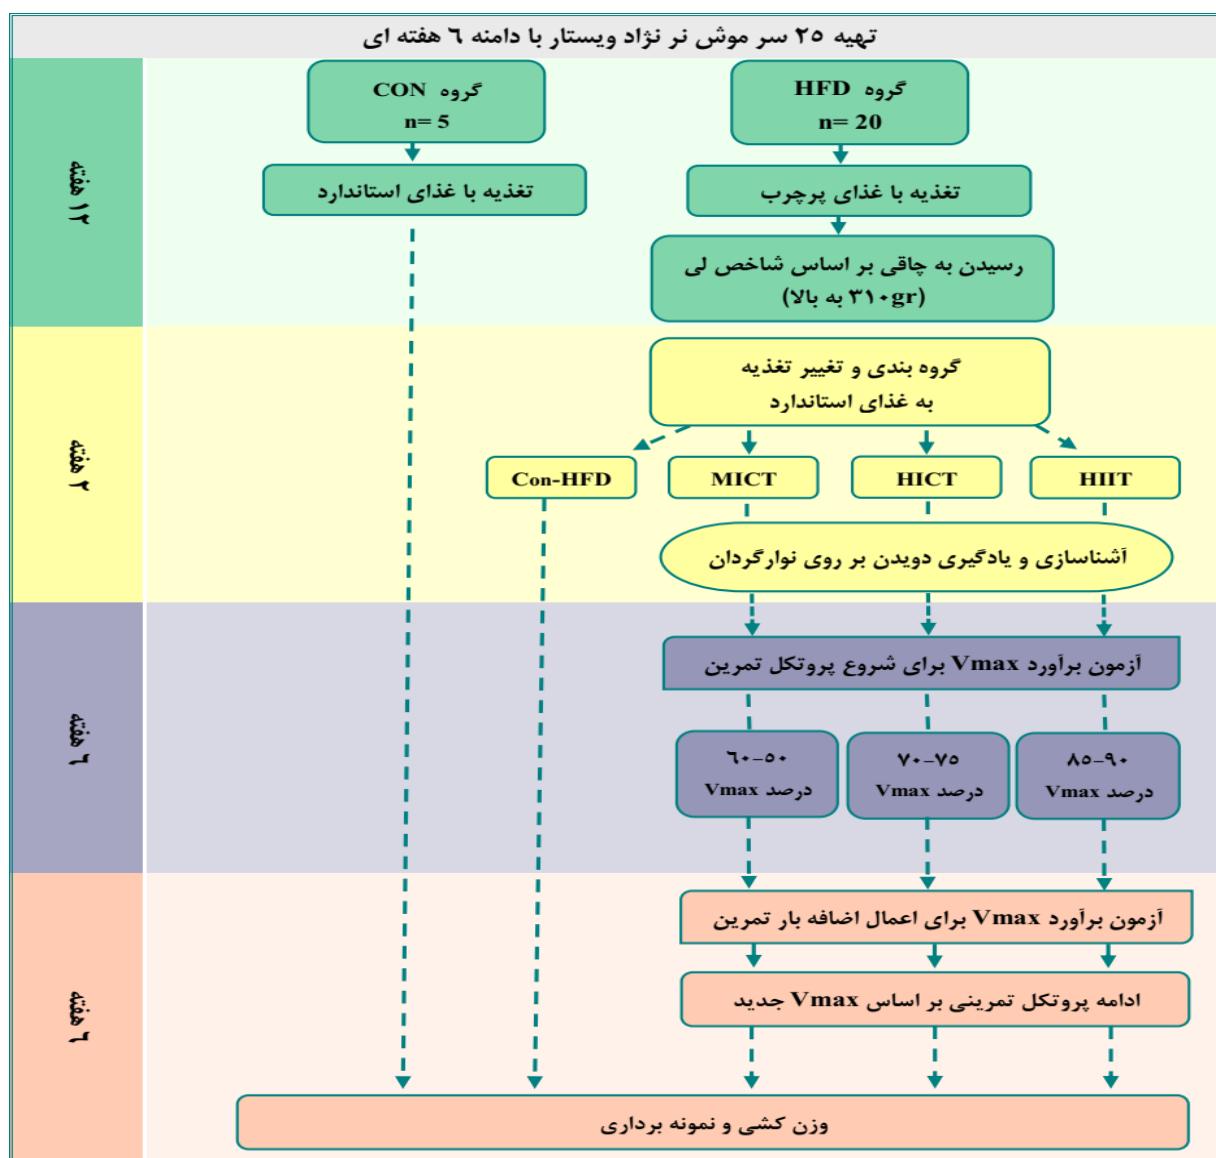 تهیه ۲۵ سر موش نر نژاد ویستار با دامنه ٦ هفته ای
گروه HFD
n= 20
گروه CON
n= 5
۱۲ هفته
تغذیه با غذای پرچرب
تغذیه با غذای استاندارد
رسیدن به چاقی بر اساس شاخص لی
(۳۱۰gr به بالا)
گروه بندی و تغییر تغذیه
به غذای استاندارد
۲ هفته
HIIT
HICT
MICT
Con-HFD
آشناسازی و یادگیری دویدن بر روی نوارگردان
آزمون برآورد Vmax برای شروع پروتکل تمرین
٦ هفته
۸۵-۹۰
درصد Vmax
۷۰-۷۵
درصد Vmax
٦۰-۵۰
درصد Vmax
آزمون برآورد Vmax برای اعمال اضافه بار تمرین
ادامه پروتکل تمرینی بر اساس Vmax جدید
٦ هفته
وزن کشی و نمونه برداری